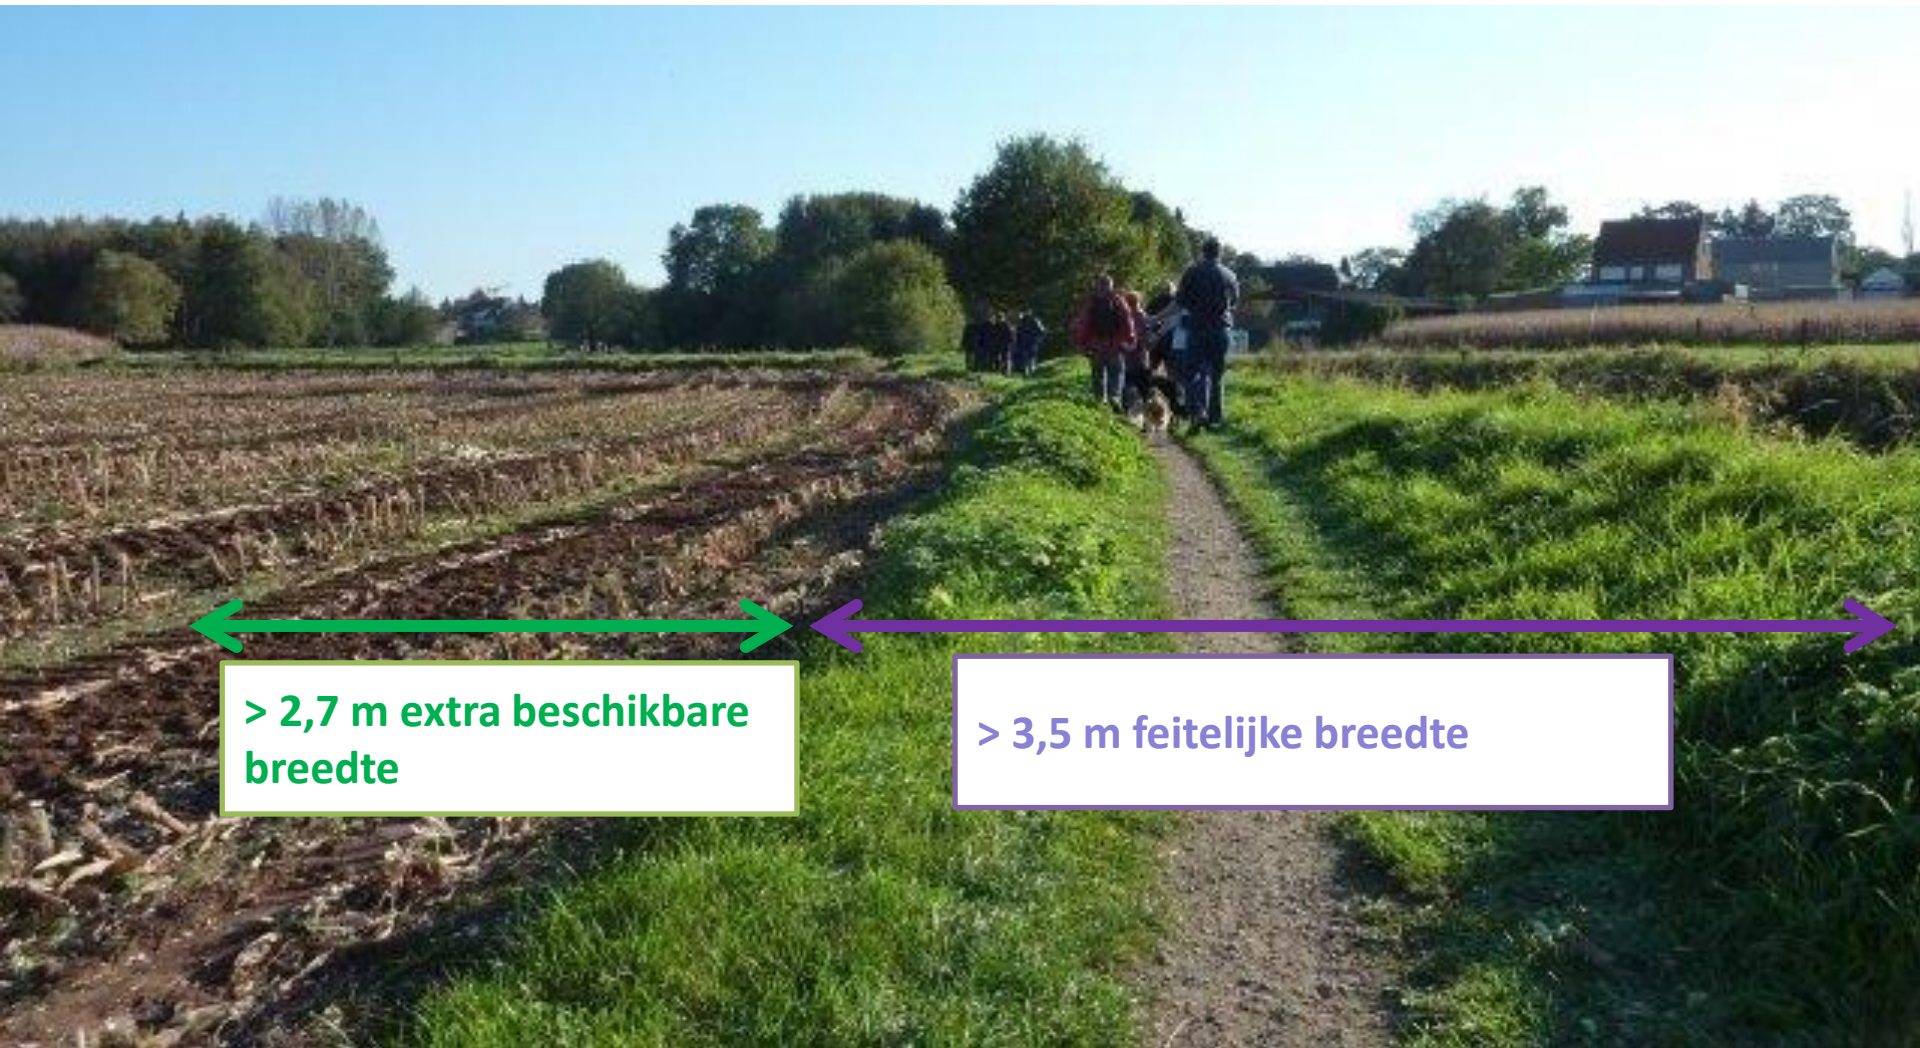 > 2,7 m extra beschikbare
breedte
> 3,5 m feitelijke breedte